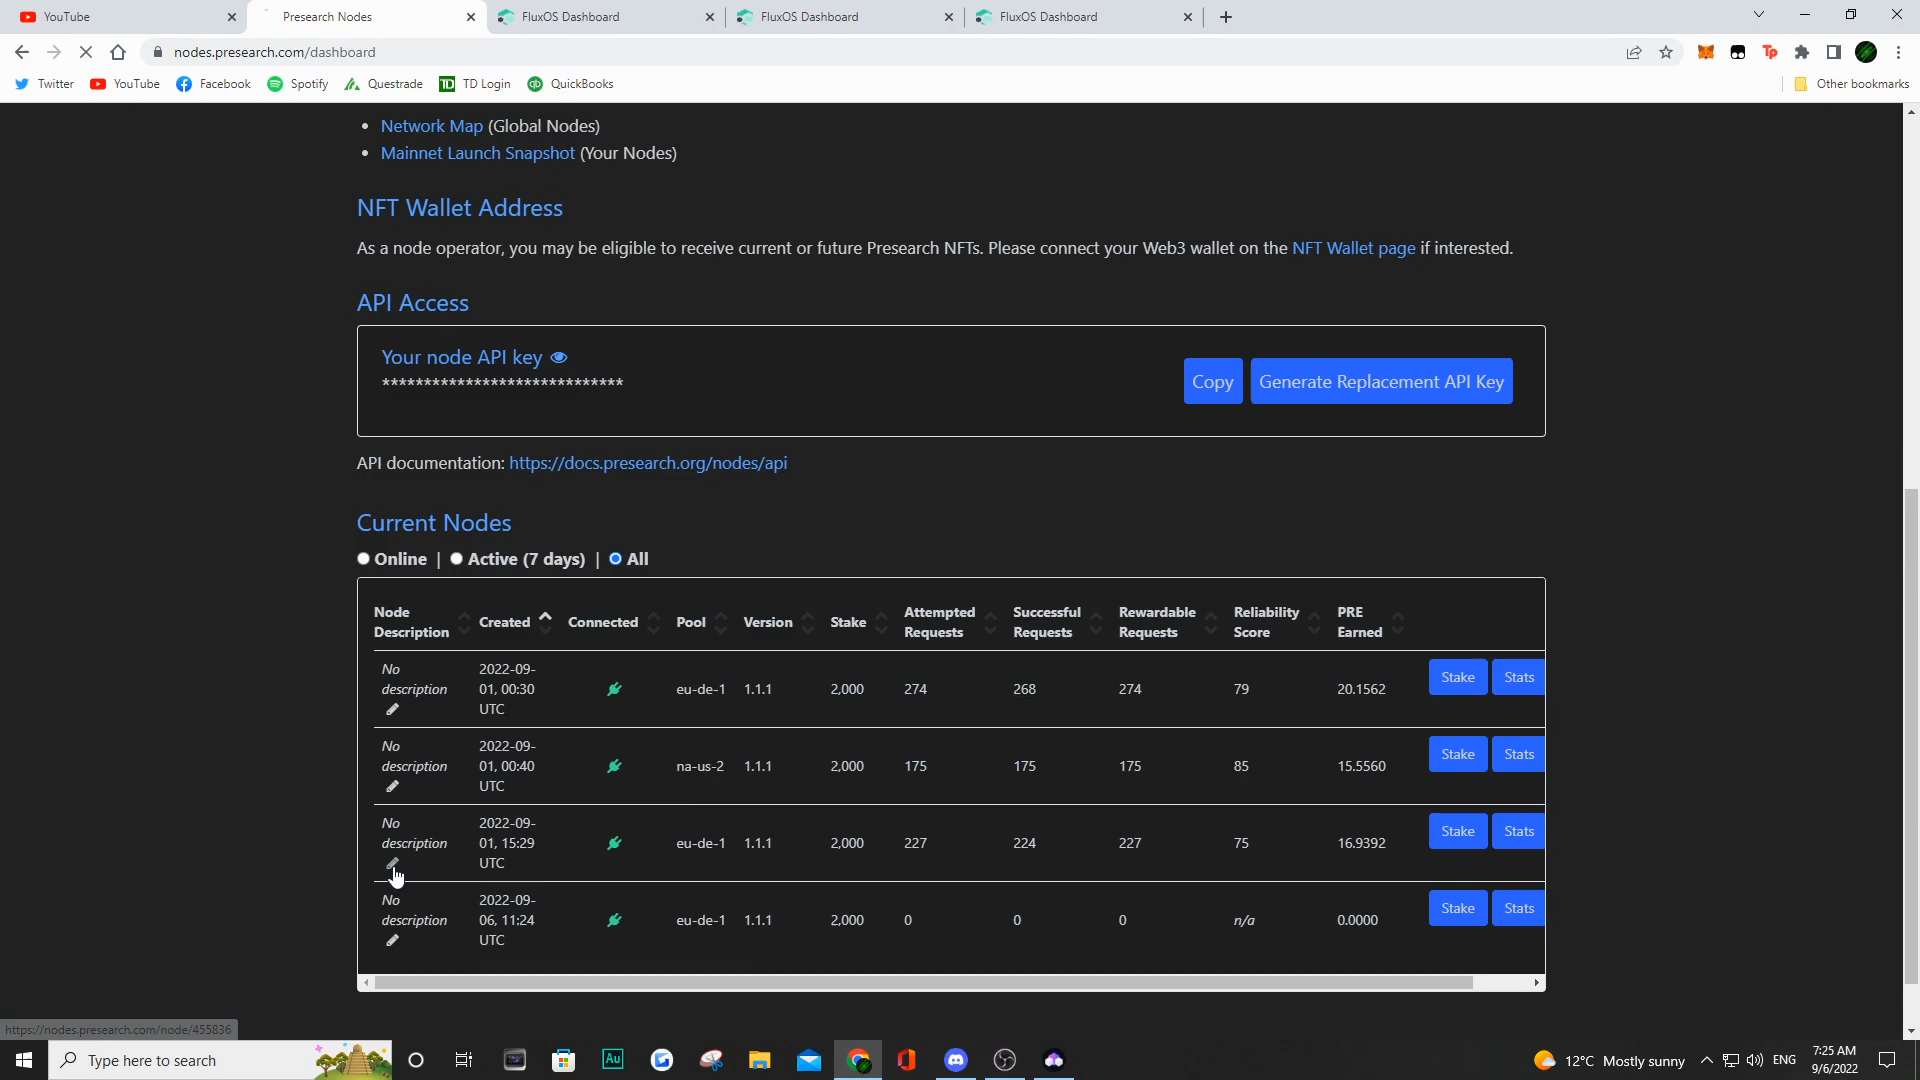 YouTube
Presearch Nodes
FluxOS Dashboard
FluxOS Dashboard
FluxOS Dashboard
nodes.presearch.com/dashboard
Tp
Twitter
YouTube
Facebook
Spotify
Questrade
TD
TD Login
qb
QuickBooks
Other bookmarks
Network Map (Global Nodes)
Mainnet Launch Snapshot (Your Nodes)
NFT Wallet Address
As a node operator, you may be eligible to receive current or future Presearch NFTs. Please connect your Web3 wallet on the NFT Wallet page if interested.
API Access
Your node API key
*****************************
Copy
Generate Replacement API Key
API documentation: https://docs.presearch.org/nodes/api
Current Nodes
Online | Active (7 days) | All
Node Description Created Connected Pool Version Stake Attempted Requests Successful Requests Rewardable Requests Reliability Score PRE Earned
No description 2022-09-01, 00:30 UTC eu-de-1 1.1.1 2,000 274 268 274 79 20.1562 Stake Stats
No description 2022-09-01, 00:40 UTC na-us-2 1.1.1 2,000 175 175 175 85 15.5560 Stake Stats
No description 2022-09-01, 15:29 UTC eu-de-1 1.1.1 2,000 227 224 227 75 16.9392 Stake Stats
No description 2022-09-06, 11:24 UTC eu-de-1 1.1.1 2,000 0 0 0 n/a 0.0000 Stake Stats
https://nodes.presearch.com/node/455836
Type here to search
Au
12°C Mostly sunny
ENG
7:25 AM
9/6/2022